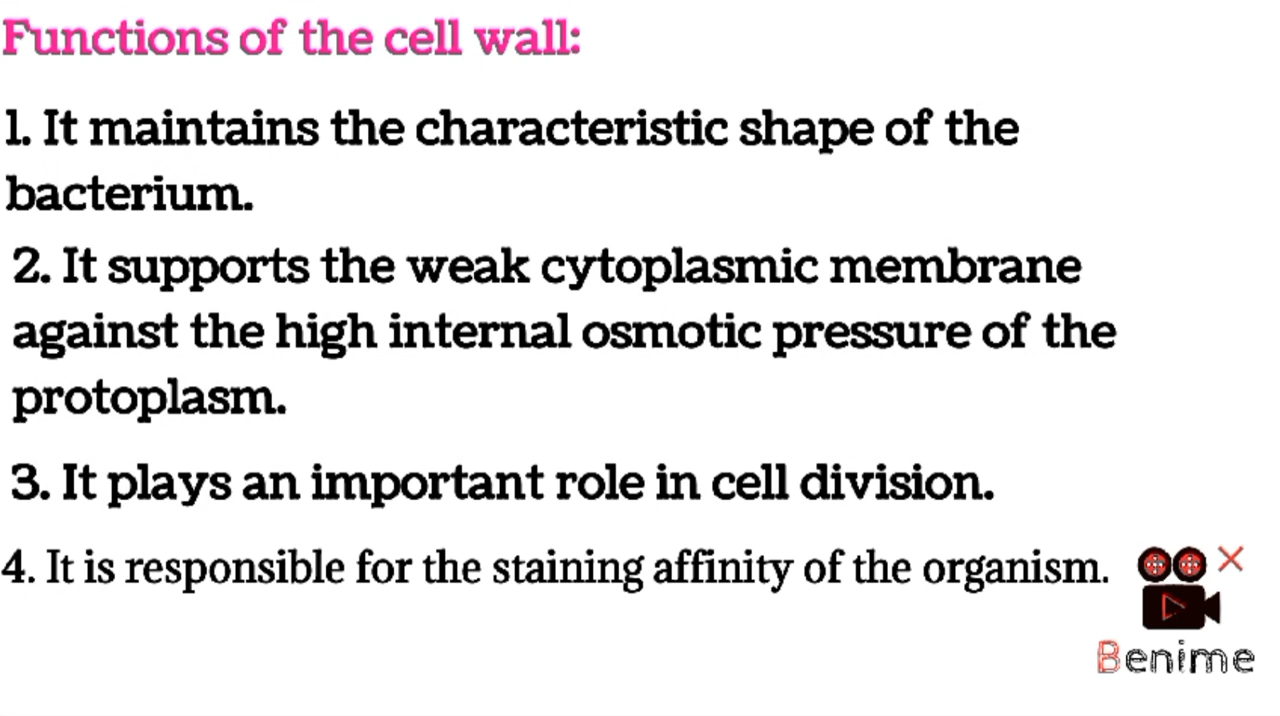 Functions of the cell wall:
1. It maintains the characteristic shape of the
bacterium.
2. It supports the weak cytoplasmic membrane
against the high internal osmotic pressure of the
protoplasm.
3. It plays an important role in cell division.
4. It is responsible for the staining affinity of the organism.
Benime